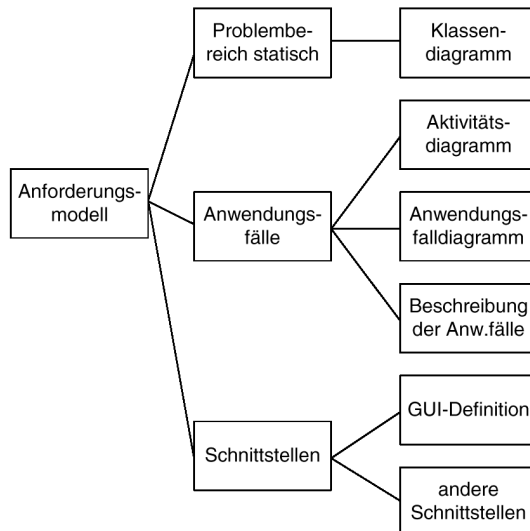 Problembe-
reich statisch
Klassen-
diagramm
Aktivitäts-
diagramm
Anforderungs-
modell
Anwendungs-
fälle
Anwendungs-
falldiagramm
Beschreibung
der Anw.fälle
GUI-Definition
Schnittstellen
andere
Schnittstellen